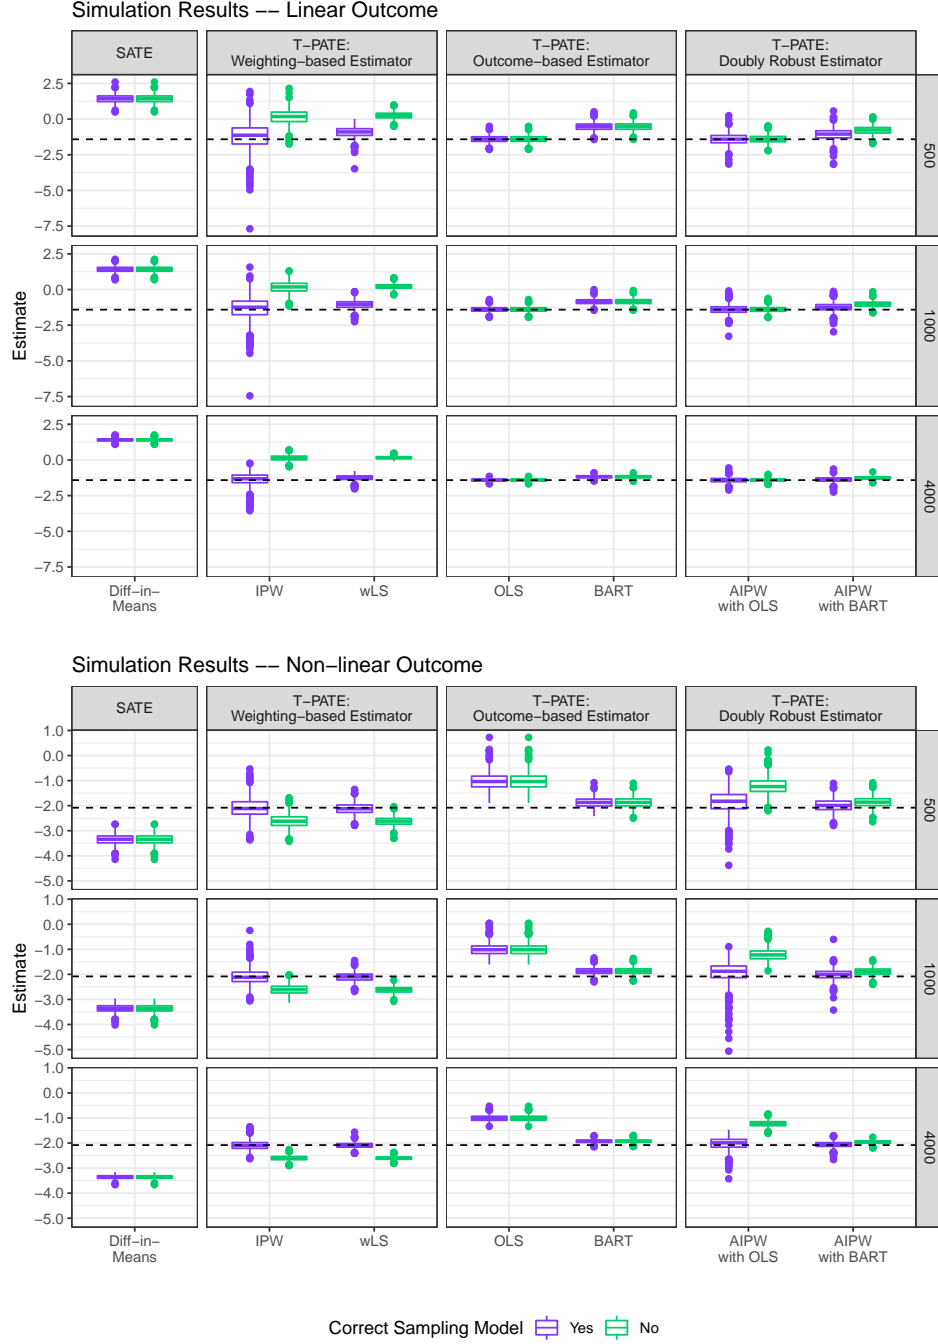 Simulation Results −− Linear Outcome
SATE
T−PATE:
Weighting−based Estimator
T−PATE:
Outcome−based Estimator
T−PATE:
Doubly Robust Estimator
2.5
0.0
−2.5
−5.0
−7.5
500
2.5
0.0
−2.5
−5.0
−7.5
1000
2.5
0.0
−2.5
−5.0
−7.5
4000
Estimate
Diff−in−
Means
IPW
wLS
OLS
BART
AIPW
with OLS
AIPW
with BART
Simulation Results −− Non−linear Outcome
SATE
T−PATE:
Weighting−based Estimator
T−PATE:
Outcome−based Estimator
T−PATE:
Doubly Robust Estimator
1.0
0.0
−1.0
−2.0
−3.0
−4.0
−5.0
500
1.0
0.0
−1.0
−2.0
−3.0
−4.0
−5.0
1000
1.0
0.0
−1.0
−2.0
−3.0
−4.0
−5.0
4000
Estimate
Diff−in−
Means
IPW
wLS
OLS
BART
AIPW
with OLS
AIPW
with BART
Correct Sampling Model Yes No